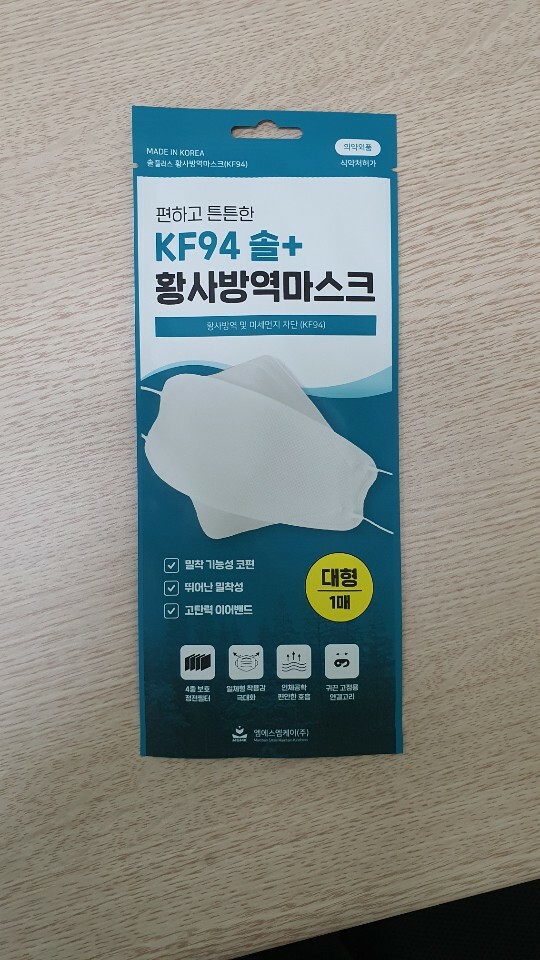 MADE IN KOREA
솔플러스 황사방역마스크(KF94)
의약외품
식약처허가
편하고 튼튼한
KF94 솔+
황사방역마스크
황사방역 및 미세먼지 차단 (KF94)
밀착 기능성 코편
뛰어난 밀착성
고탄력 이어밴드
대형
1매
4중 보호
정전필터
일체형 착용감
극대화
인체공학
편안한 호흡
귀끈 고정용
연결고리
MSMK
엠에스엠케이(주)